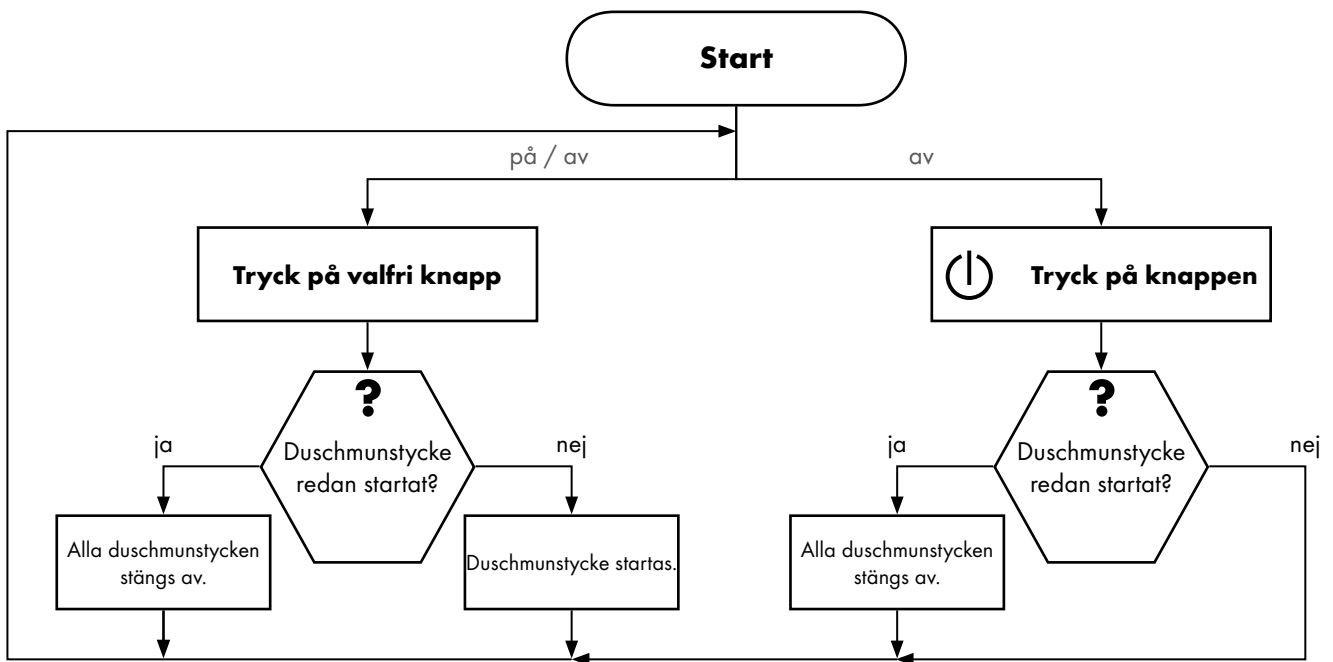 Start
på / av
av
Tryck på valfri knapp
Tryck på knappen
?
?
ja
Duschmunstycke
redan startat?
nej
ja
Duschmunstycke
redan startat?
nej
Alla duschmunstycken
stängs av.
Duschmunstycke startas.
Alla duschmunstycken
stängs av.